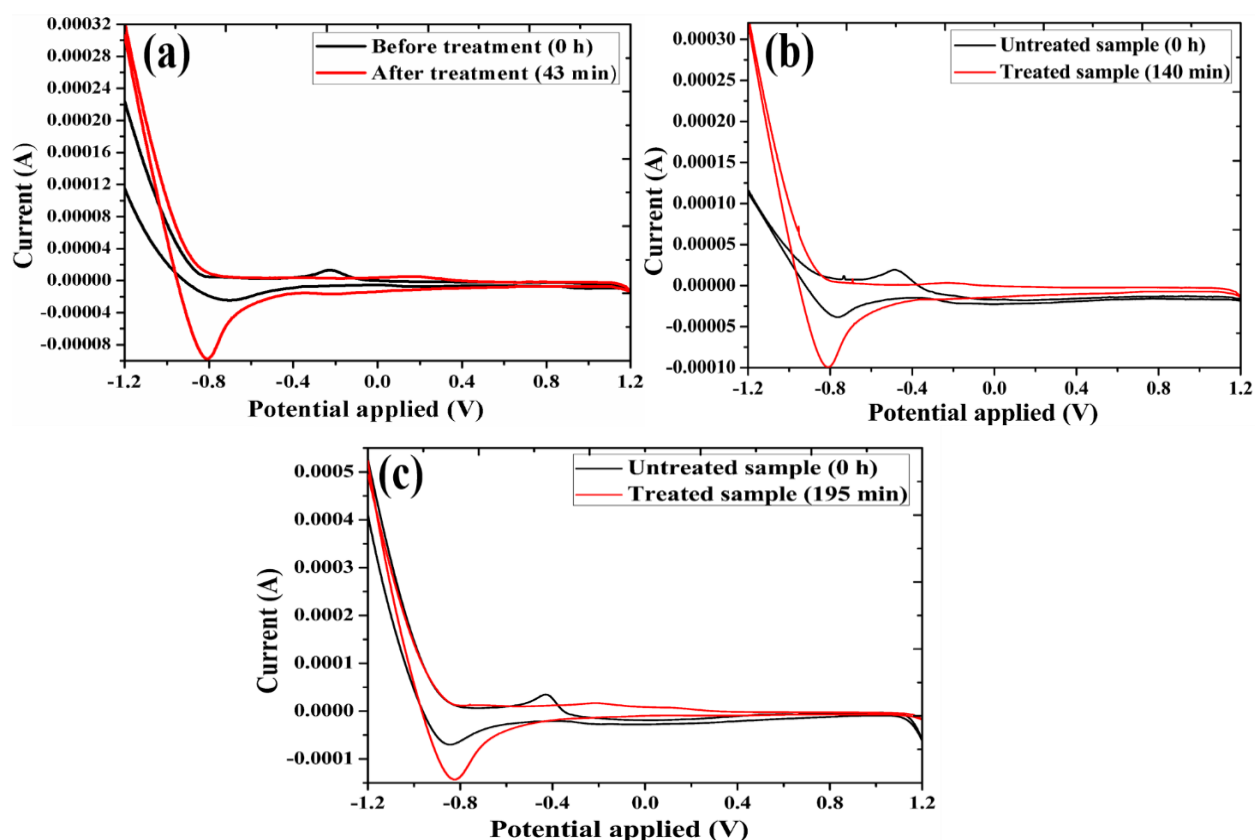 (a)
Before treatment (0 h)
After treatment (43 min)
0.00032
0.00028
0.00024
0.00020
0.00016
0.00012
0.00008
0.00004
0.00000
-0.00004
-0.00008
Current (A)
-1.2 -0.8 -0.4 0.0 0.4 0.8 1.2
Potential applied (V)
(b)
Untreated sample (0 h)
Treated sample (140 min)
0.00030
0.00025
0.00020
0.00015
0.00010
0.00005
0.00000
-0.00005
-0.00010
Current (A)
-1.2 -0.8 -0.4 0.0 0.4 0.8 1.2
Potential applied (V)
(c)
Untreated sample (0 h)
Treated sample (195 min)
0.0005
0.0004
0.0003
0.0002
0.0001
0.0000
-0.0001
Current (A)
-1.2 -0.8 -0.4 0.0 0.4 0.8 1.2
Potential applied (V)